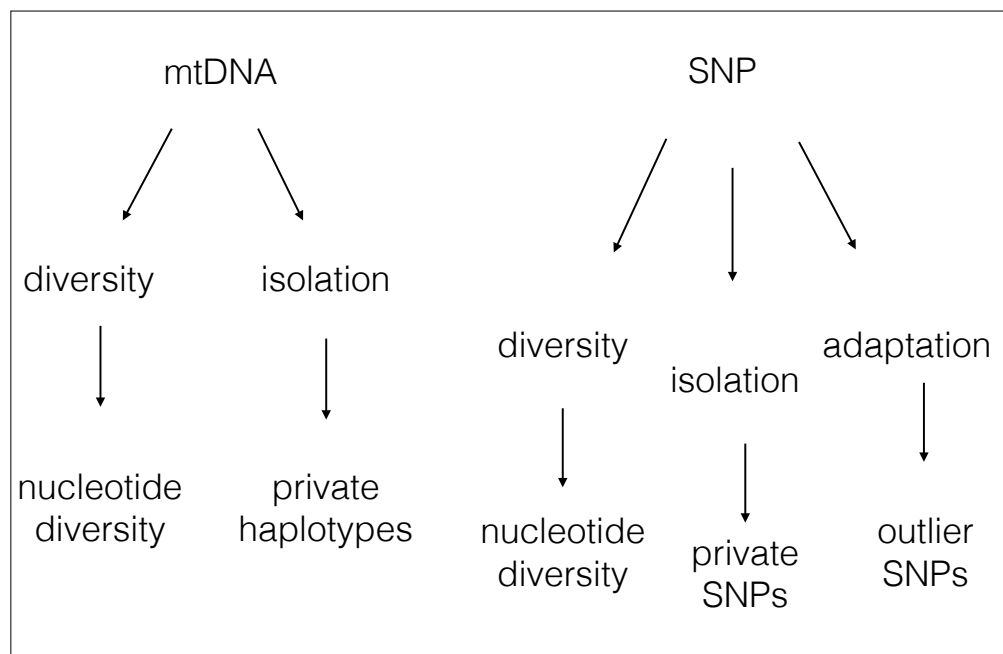 mtDNA
SNP
diversity
isolation
diversity
isolation
adaptation
nucleotide
diversity
private
haplotypes
nucleotide
diversity
private
SNPs
outlier
SNPs